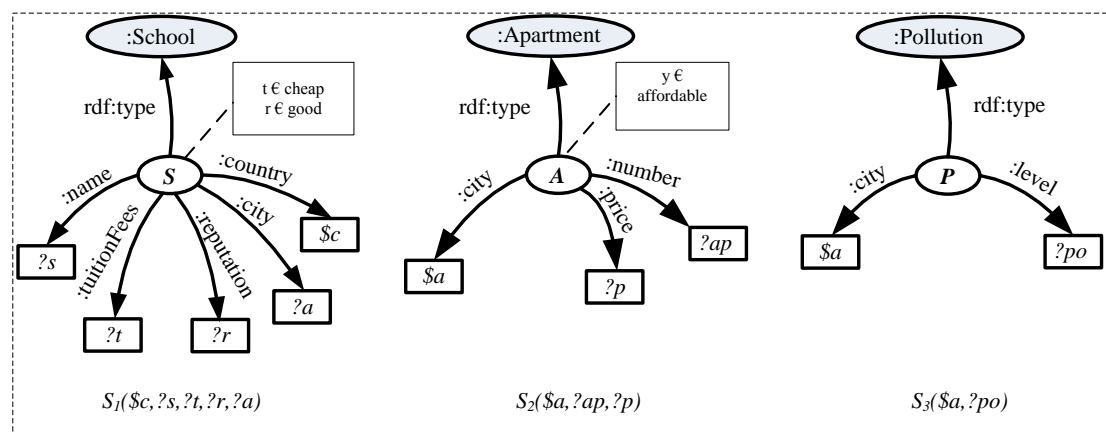 :School
t € cheap
r € good
rdf:type
S
:name
:tuitionFees
:reputation
:city
:country
?s
?t
?r
?a
$c
S1($c,?s,?t,?r,?a)
:Apartment
y €
affordable
rdf:type
A
:city
:price
:number
$a
?p
?ap
S2($a,?ap,?p)
:Pollution
rdf:type
P
:city
:level
$a
?po
S3($a,?po)